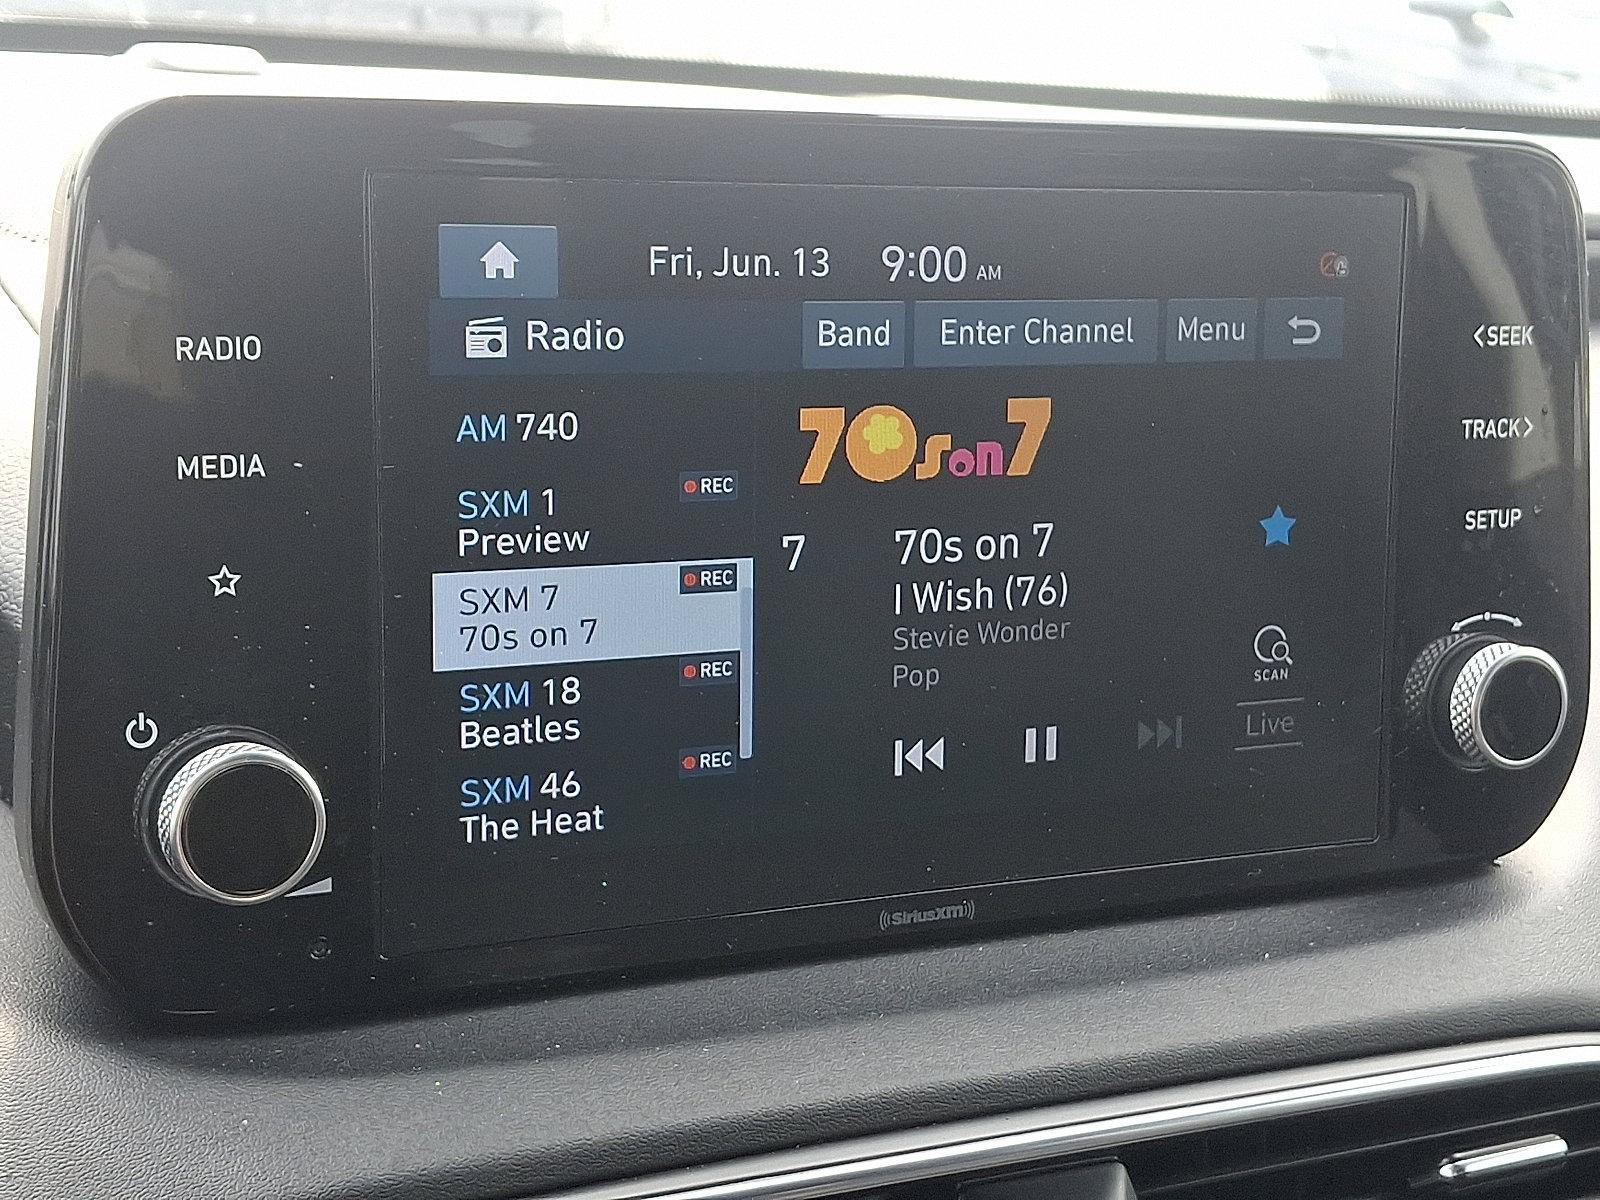 Fri, Jun. 13 9:00 AM
Radio Band Enter Channel Menu
RADIO
MEDIA
<SEEK
TRACK>
SETUP
AM 740
SXM 1 REC
Preview
SXM 7 REC
70s on 7
SXM 18 REC
Beatles
SXM 46 REC
The Heat
70s on 7
7 70s on 7
I Wish (76)
Stevie Wonder
Pop
SCAN
Live
SiriusXM